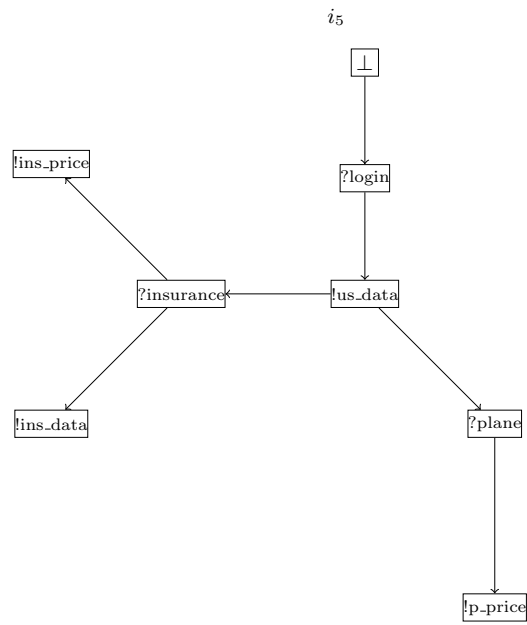 i₅
⊥
!ins_price
?login
?insurance
!us_data
!ins_data
?plane
!p_price